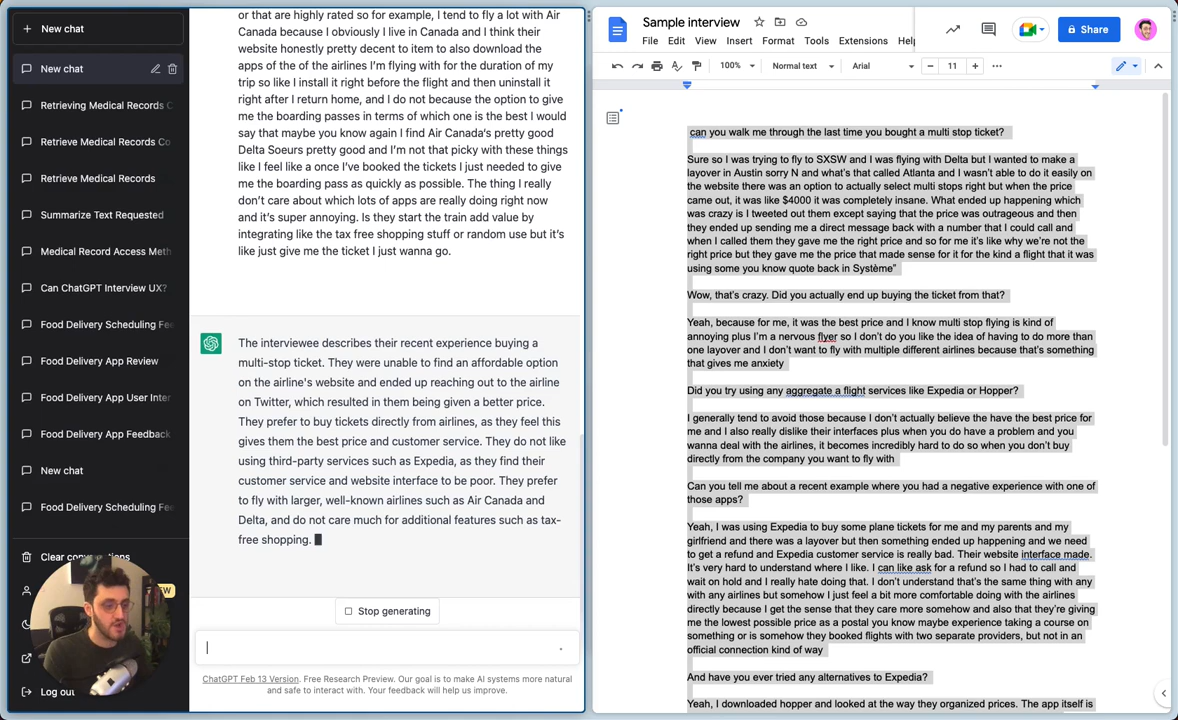 New chat
New chat
Retrieving Medical Records C
Retrieve Medical Records Co
Retrieve Medical Records
Summarize Text Requested
Medical Record Access Meth
Can ChatGPT Interview UX?
Food Delivery Scheduling Fee
Food Delivery App Review
Food Delivery App User Inter
Food Delivery App Feedback
New chat
Food Delivery Scheduling Fee
Clear conversations
Log out
or that are highly rated so for example, I tend to fly a lot with Air
Canada because I obviously I live in Canada and I think their
website honestly pretty decent to item to also download the
apps of the of the airlines I'm flying with for the duration of my
trip so like I install it right before the flight and then uninstall it
right after I return home, and I do not because the option to give
me the boarding passes in terms of which one is the best I would
say that maybe you know again I find Air Canada's pretty good
Delta Soeurs pretty good and I'm not that picky with these things
like I feel like a once I've booked the tickets I just needed to give
me the boarding pass as quickly as possible. The thing I really
don't care about which lots of apps are really doing right now
and it's super annoying. Is they start the train add value by
integrating like the tax free shopping stuff or random use but it's
like just give me the ticket I just wanna go.
The interviewee describes their recent experience buying a
multi-stop ticket. They were unable to find an affordable option
on the airline's website and ended up reaching out to the airline
on Twitter, which resulted in them being given a better price.
They prefer to buy tickets directly from airlines, as they feel this
gives them the best price and customer service. They do not like
using third-party services such as Expedia, as they find their
customer service and website interface to be poor. They prefer
to fly with larger, well-known airlines such as Air Canada and
Delta, and do not care much for additional features such as tax-
free shopping.
Stop generating
ChatGPT Feb 13 Version. Free Research Preview. Our goal is to make AI systems more natural
and safe to interact with. Your feedback will help us improve.
Sample interview
Share
File Edit View Insert Format Tools Extensions Help
100% Normal text Arial 11
can you walk me through the last time you bought a multi stop ticket?
Sure so I was trying to fly to SXSW and I was flying with Delta but I wanted to make a
layover in Austin sorry N and what's that called Atlanta and I wasn't able to do it easily on
the website there was an option to actually select multi stops right but when the price
came out, it was like $4000 it was completely insane. What ended up happening which
was crazy is I tweeted out them except saying that the price was outrageous and then
they ended up sending me a direct message back with a number that I could call and
when I called them they gave me the right price and so for me it's like why we're not the
right price but they gave me the price that made sense for it for the kind a flight that it was
using some you know quote back in Système"
Wow, that's crazy. Did you actually end up buying the ticket from that?
Yeah, because for me, it was the best price and I know multi stop flying is kind of
annoying plus I'm a nervous flyer so I don't do you like the idea of having to do more than
one layover and I don't want to fly with multiple different airlines because that's something
that gives me anxiety
Did you try using any aggregate a flight services like Expedia or Hopper?
I generally tend to avoid those because I don't actually believe the have the best price for
me and I also really dislike their interfaces plus when you do have a problem and you
wanna deal with the airlines, it becomes incredibly hard to do so when you don't buy
directly from the company you want to fly with
Can you tell me about a recent example where you had a negative experience with one of
those apps?
Yeah, I was using Expedia to buy some plane tickets for me and my parents and my
girlfriend and there was a layover but then something ended up happening and we need
to get a refund and Expedia customer service is really bad. Their website interface made.
It's very hard to understand where I like. I can like ask for a refund so I had to call and
wait on hold and I really hate doing that. I don't understand that's the same thing with any
with any airlines but somehow I just feel a bit more comfortable doing with the airlines
directly because I get the sense that they care more somehow and also that they're giving
me the lowest possible price as a postal you know maybe experience taking a course on
something or is somehow they booked flights with two separate providers, but not in an
official connection kind of way
And have you ever tried any alternatives to Expedia?
Yeah, I downloaded hopper and looked at the way they organized prices. The app itself is